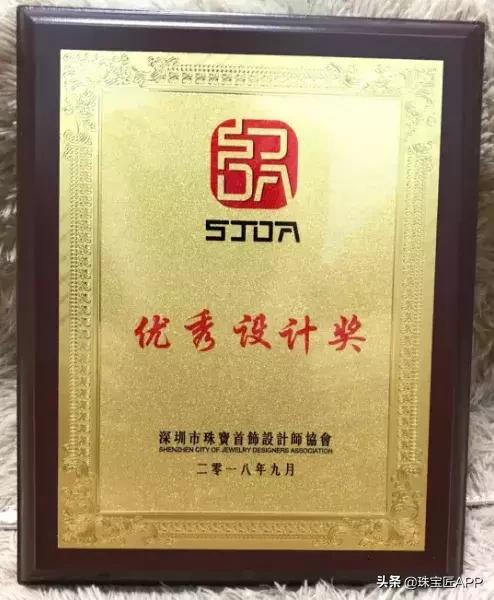 SJDA
优秀设计奖
深圳市珠寶首飾設計師協會
SHENZHEN CITY OF JEWELRY DESIGNERS ASSOCIATION
二零一八年九月
头条 @珠宝匠APP